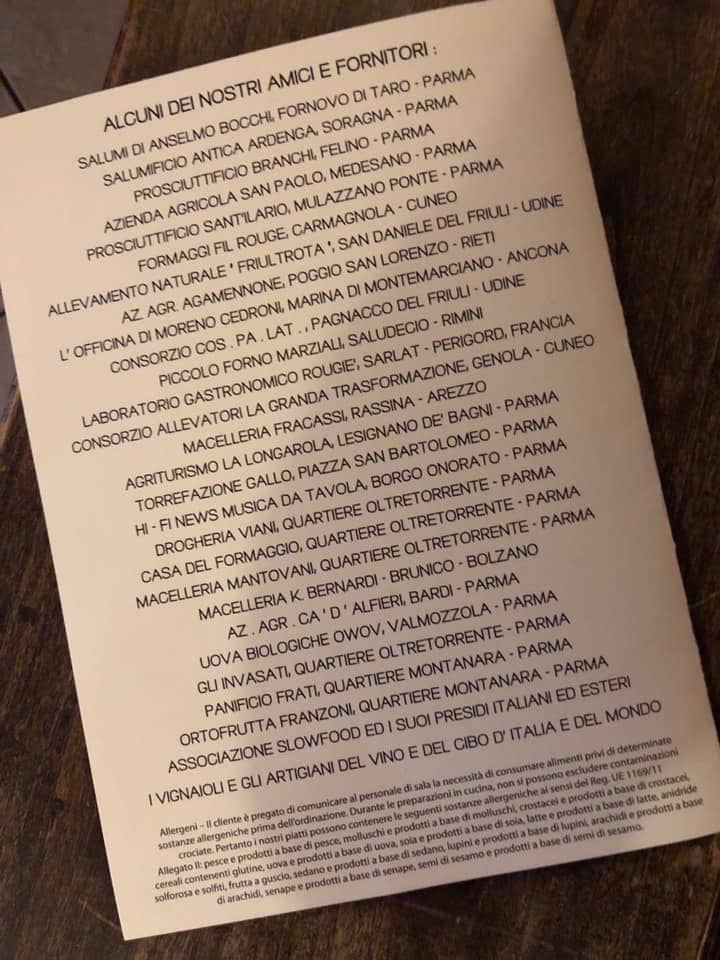 ALCUNI DEI NOSTRI AMICI E FORNITORI :
SALUMI DI ANSELMO BOCCHI, FORNOVO DI TARO - PARMA
SALUMIFICIO ANTICA ARDENGA, SORAGNA - PARMA
PROSCIUTTIFICIO BRANCHI, FELINO - PARMA
AZIENDA AGRICOLA SAN PAOLO, MEDESANO - PARMA
PROSCIUTTIFICIO SANT'ILARIO, MULAZZANO PONTE - PARMA
FORMAGGI FIL ROUGE, CARMAGNOLA - CUNEO
ALLEVAMENTO NATURALE ' FRIULTROTA ', SAN DANIELE DEL FRIULI - UDINE
AZ. AGR. AGAMENNONE, POGGIO SAN LORENZO - RIETI
L' OFFICINA DI MORENO CEDRONI, MARINA DI MONTEMARCIANO - ANCONA
CONSORZIO COS . PA . LAT . , PAGNACCO DEL FRIULI - UDINE
PICCOLO FORNO MARZIALI, SALUDECIO - RIMINI
LABORATORIO GASTRONOMICO ROUGIE', SARLAT - PERIGORD, FRANCIA
CONSORZIO ALLEVATORI LA GRANDA TRASFORMAZIONE, GENOLA - CUNEO
MACELLERIA FRACASSI, RASSINA - AREZZO
AGRITURISMO LA LONGAROLA, LESIGNANO DE' BAGNI - PARMA
TORREFAZIONE GALLO, PIAZZA SAN BARTOLOMEO - PARMA
HI - FI NEWS MUSICA DA TAVOLA, BORGO ONORATO - PARMA
DROGHERIA VIANI, QUARTIERE OLTRETORRENTE - PARMA
CASA DEL FORMAGGIO, QUARTIERE OLTRETORRENTE - PARMA
MACELLERIA MANTOVANI, QUARTIERE OLTRETORRENTE - PARMA
MACELLERIA K. BERNARDI - BRUNICO - BOLZANO
AZ . AGR . CA ' D ' ALFIERI, BARDI - PARMA
UOVA BIOLOGICHE OWOV, VALMOZZOLA - PARMA
GLI INVASATI, QUARTIERE OLTRETORRENTE - PARMA
PANIFICIO FRATI, QUARTIERE MONTANARA - PARMA
ORTOFRUTTA FRANZONI, QUARTIERE MONTANARA - PARMA
ASSOCIAZIONE SLOWFOOD ED I SUOI PRESIDI ITALIANI ED ESTERI
I VIGNAIOLI E GLI ARTIGIANI DEL VINO E DEL CIBO D' ITALIA E DEL MONDO
Allergeni – Il cliente è pregato di comunicare al personale di sala la necessità di consumare alimenti privi di determinate
sostanze allergeniche prima dell'ordinazione. Durante le preparazioni in cucina, non si possono escludere contaminazioni
crociate. Pertanto i nostri piatti possono contenere le seguenti sostanze allergeniche ai sensi del Reg. UE 1169/11
Allegato II: pesce e prodotti a base di pesce, molluschi e prodotti a base di molluschi, crostacei e prodotti a base di crostacei,
cereali contenenti glutine, uova e prodotti a base di uova, soia e prodotti a base di soia, latte e prodotti a base di latte, anidride
solforosa e solfiti, frutta a guscio, sedano e prodotti a base di sedano, lupini e prodotti a base di lupini, arachidi e prodotti a base
di arachidi, senape e prodotti a base di senape, semi di sesamo e prodotti a base di semi di sesamo.